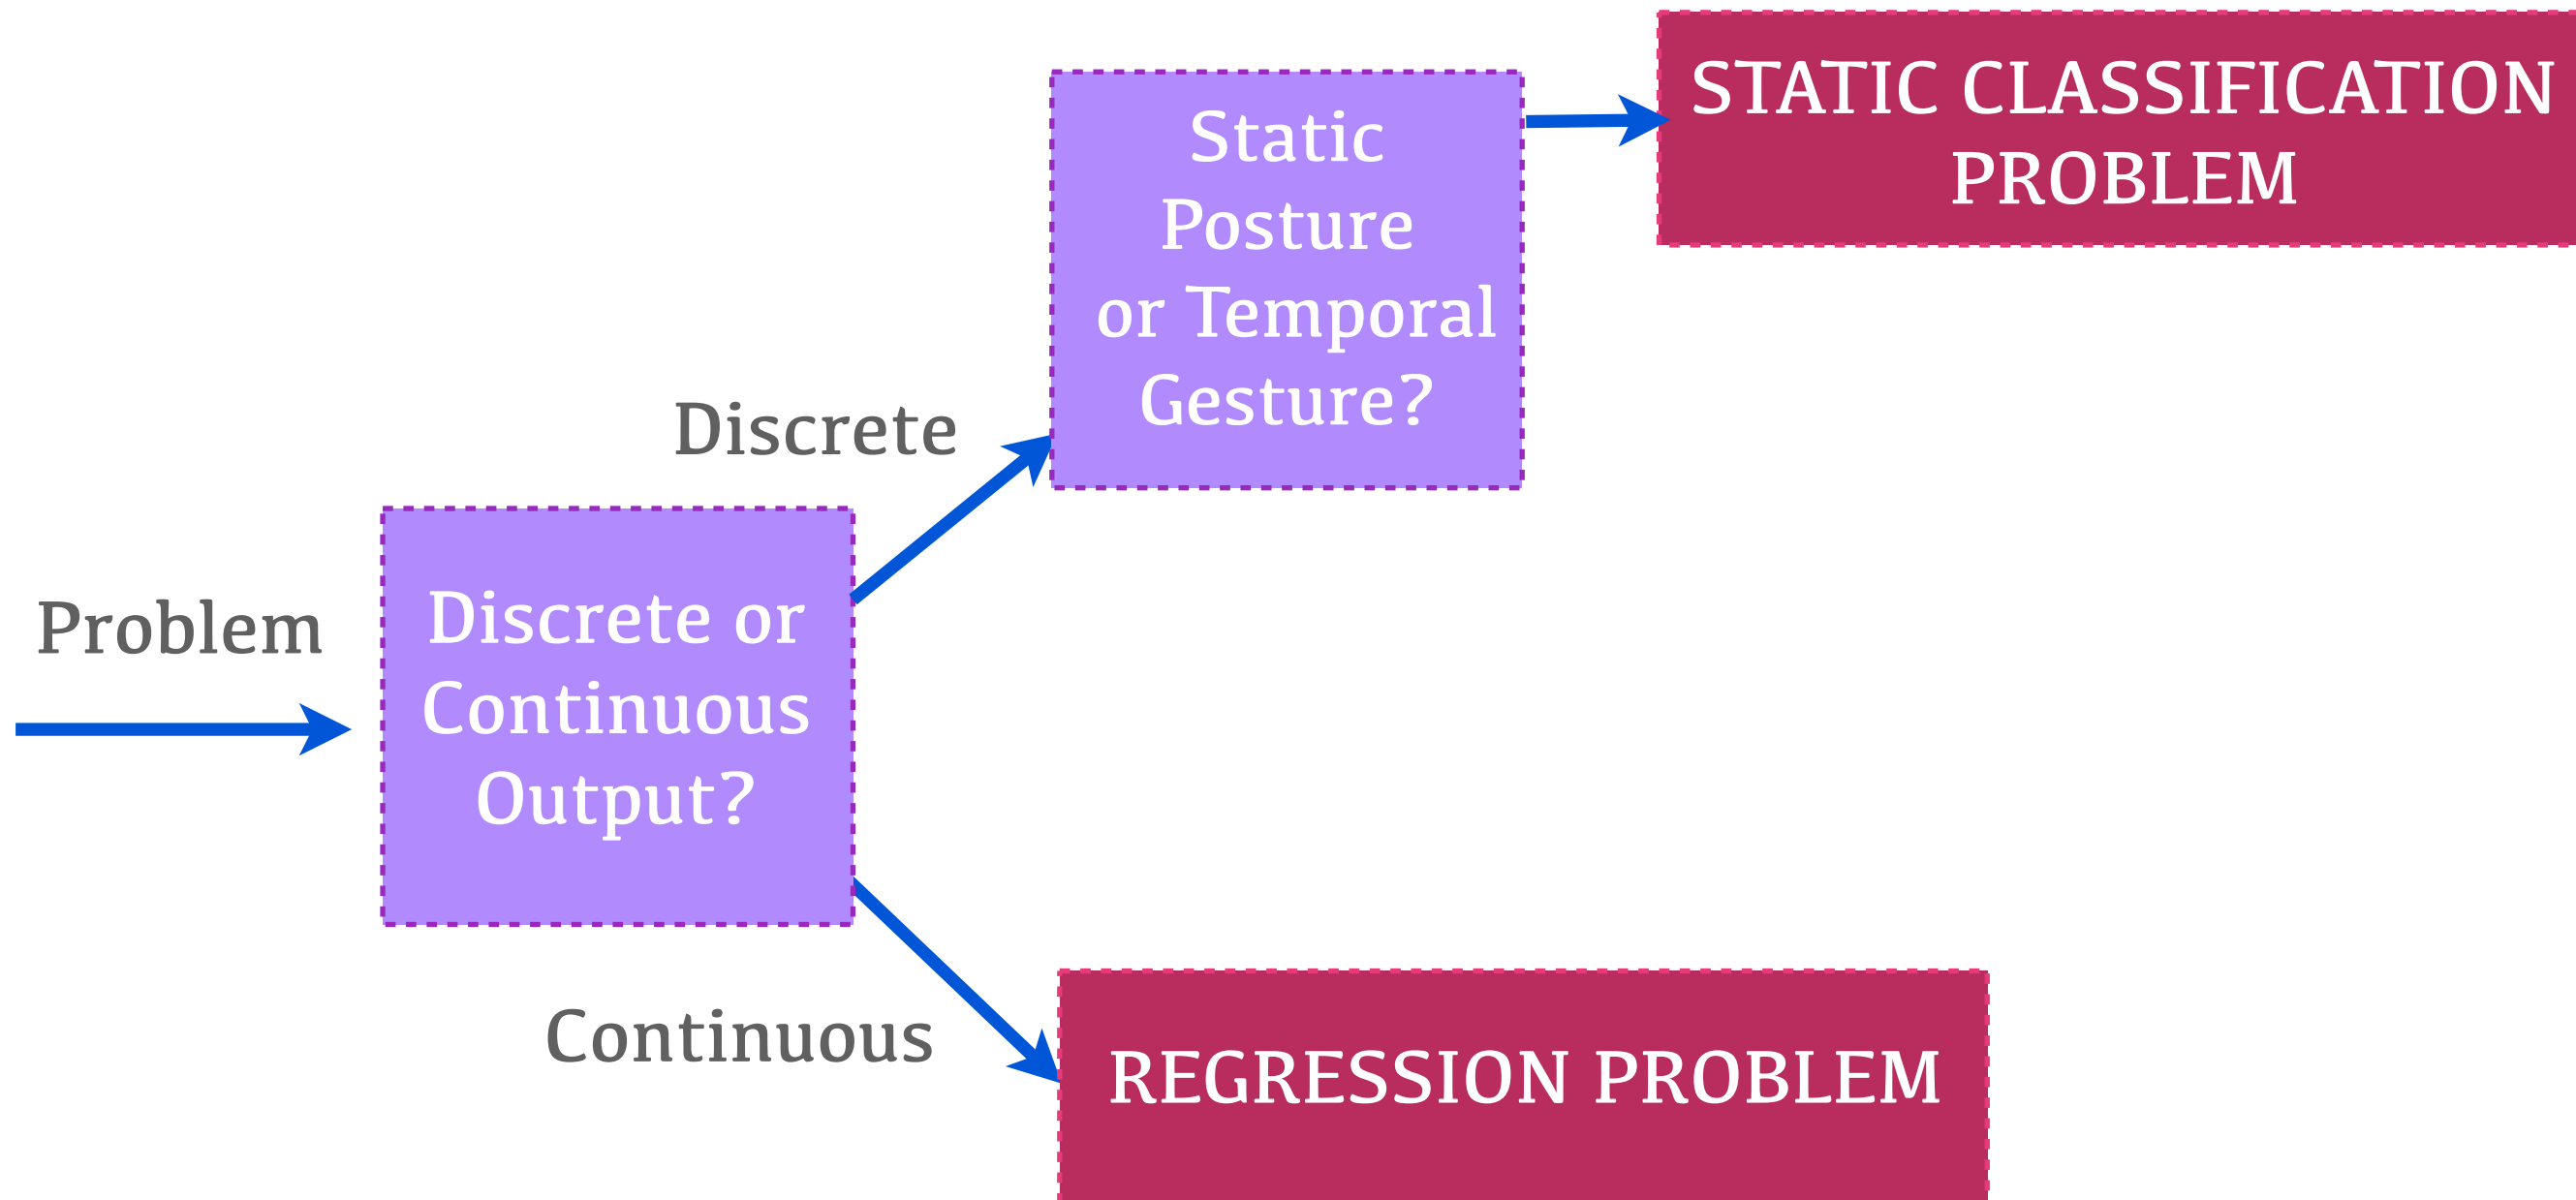 Problem
Discrete or
Continuous
Output?
Discrete
Static
Posture
or Temporal
Gesture?
STATIC CLASSIFICATION
PROBLEM
Continuous
REGRESSION PROBLEM